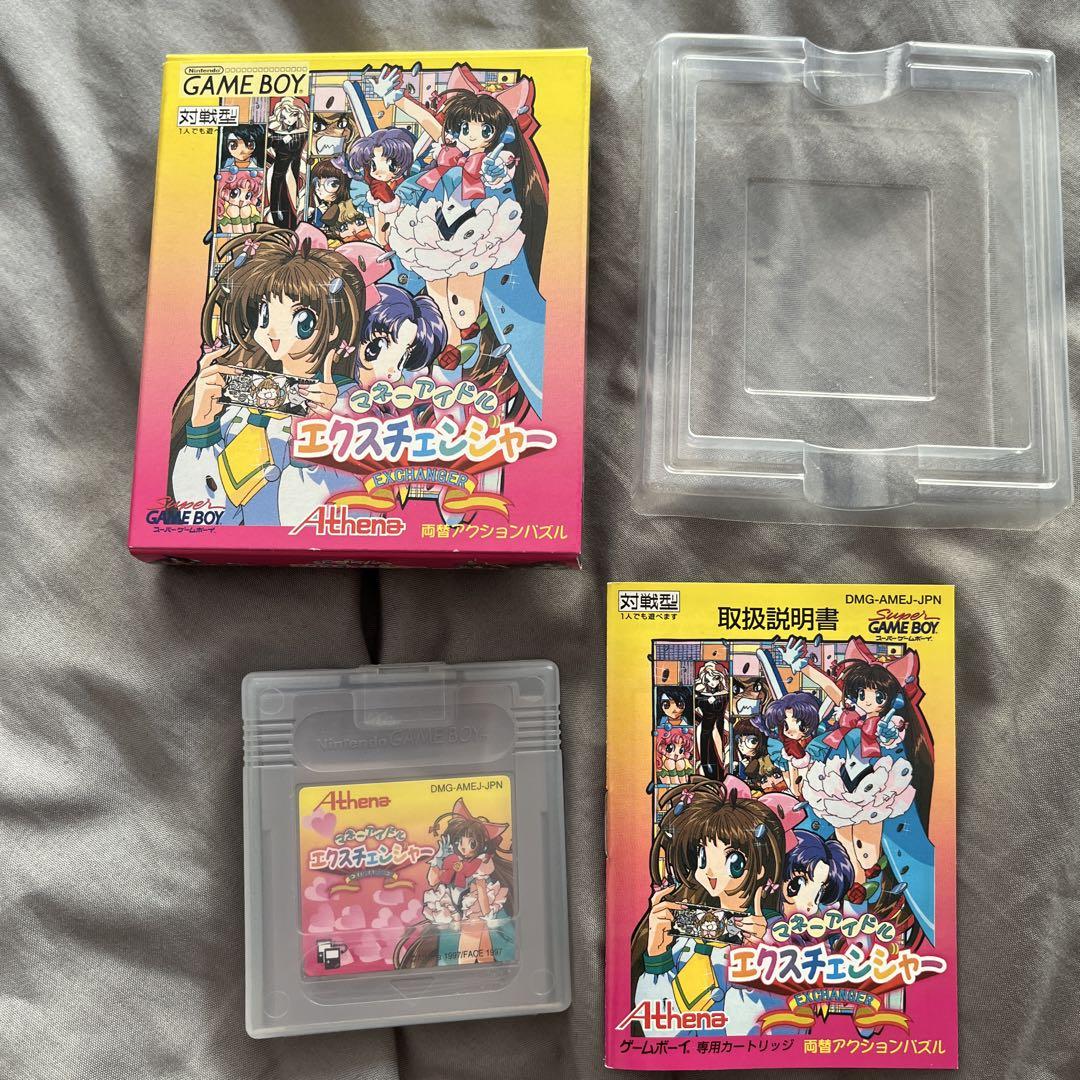 Nintendo
GAME BOY
対戦型
1人でも遊べ
マネーアイドル
エクスチェンジャー
EXCHANGER
Super
GAME BOY
スーパーゲームボーイ
Athena
両替アクションパズル
Nintendo GAME BOY
Athena
DMG-AMEJ-JPN
マネーアイドル
エクスチェンジャー
1997/FACE 1997
対戦型
1人でも遊べます
取扱説明書
DMG-AMEJ-JPN
Super
GAME BOY
スーパーゲームボーイ
マネーアイドル
エクスチェンジャー
EXCHANGER
Athena
ゲームボーイ専用カートリッジ
両替アクションパズル